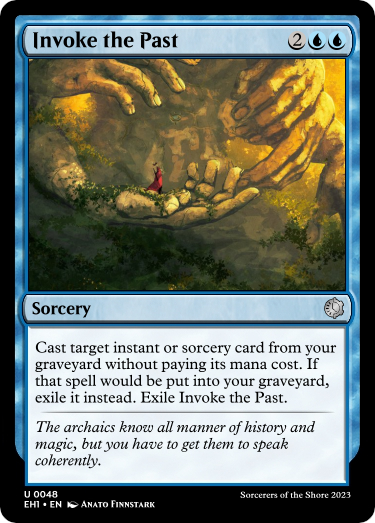 Invoke the Past 2
Sorcery
Cast target instant or sorcery card from your
graveyard without paying its mana cost. If
that spell would be put into your graveyard,
exile it instead. Exile Invoke the Past.
The archaics know all manner of history and
magic, but you have to get them to speak
coherently.
U 0048
EH1 • EN Anato Finnstark
Sorcerers of the Shore 2023